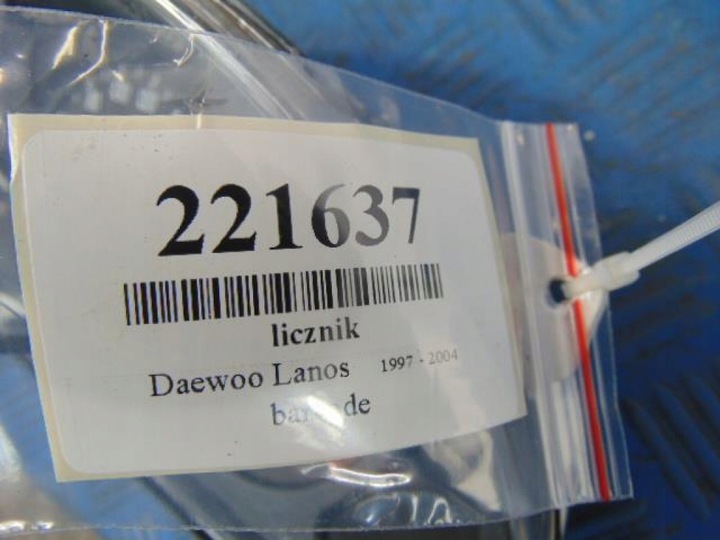 221637
licznik
Daewoo Lanos 1997 - 2004